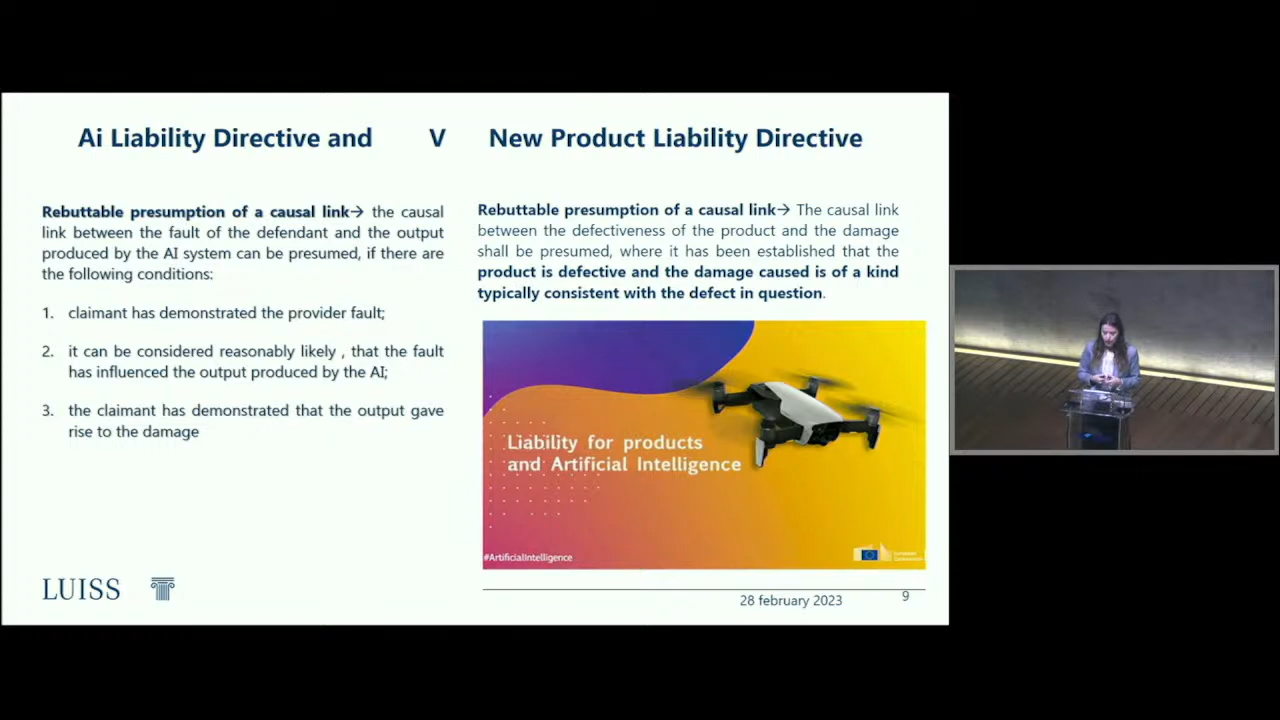 Ai Liability Directive and V New Product Liability Directive
Rebuttable presumption of a causal link→ the causal
link between the fault of the defendant and the output
produced by the AI system can be presumed, if there are
the following conditions:
1. claimant has demonstrated the provider fault;
2. it can be considered reasonably likely , that the fault
has influenced the output produced by the AI;
3. the claimant has demonstrated that the output gave
rise to the damage
Rebuttable presumption of a causal link→ The causal link
between the defectiveness of the product and the damage
shall be presumed, where it has been established that the
product is defective and the damage caused is of a kind
typically consistent with the defect in question.
Liability for products
and Artificial Intelligence
#ArtificialIntelligence
European
Commission
LUISS
28 february 2023
9